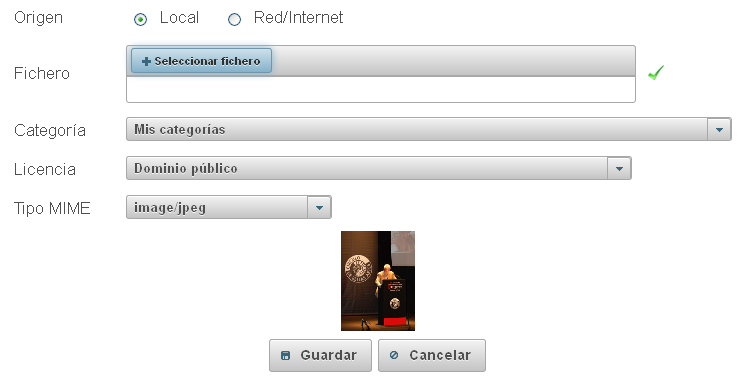 Origen Local Red/Internet
Fichero Seleccionar fichero
Categoría Mis categorías
Licencia Dominio público
Tipo MIME image/jpeg
Guardar Cancelar